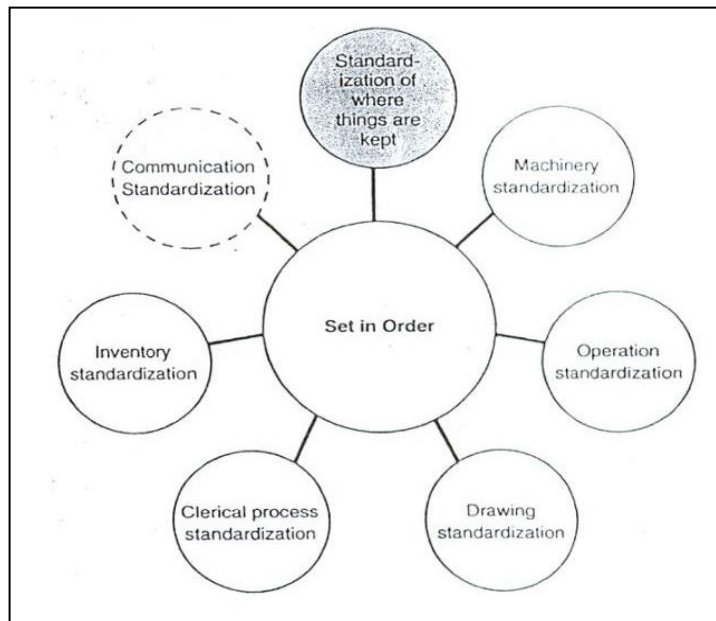 Standard-
ization of
where
things are
kept
Communication
Standardization
Machinery
standardization
Set in Order
Inventory
standardization
Operation
standardization
Clerical process
standardization
Drawing
standardization